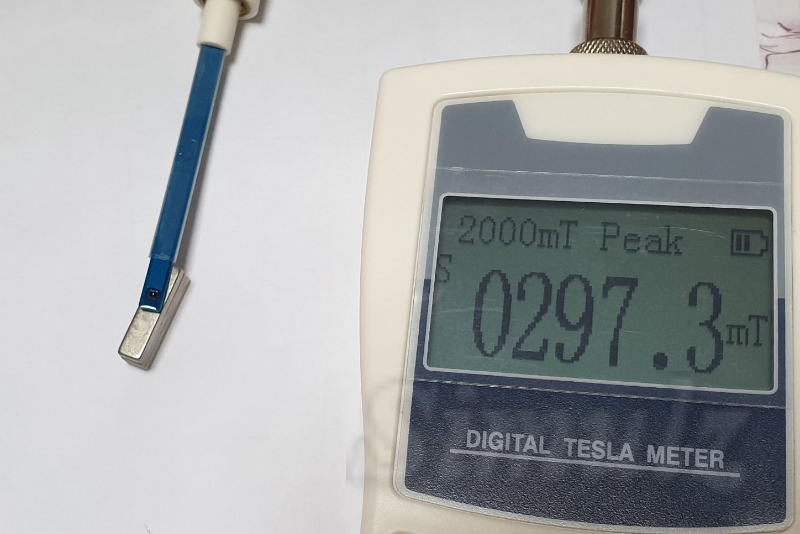 2000mT Peak
S
0297.3mT
DIGITAL TESLA METER